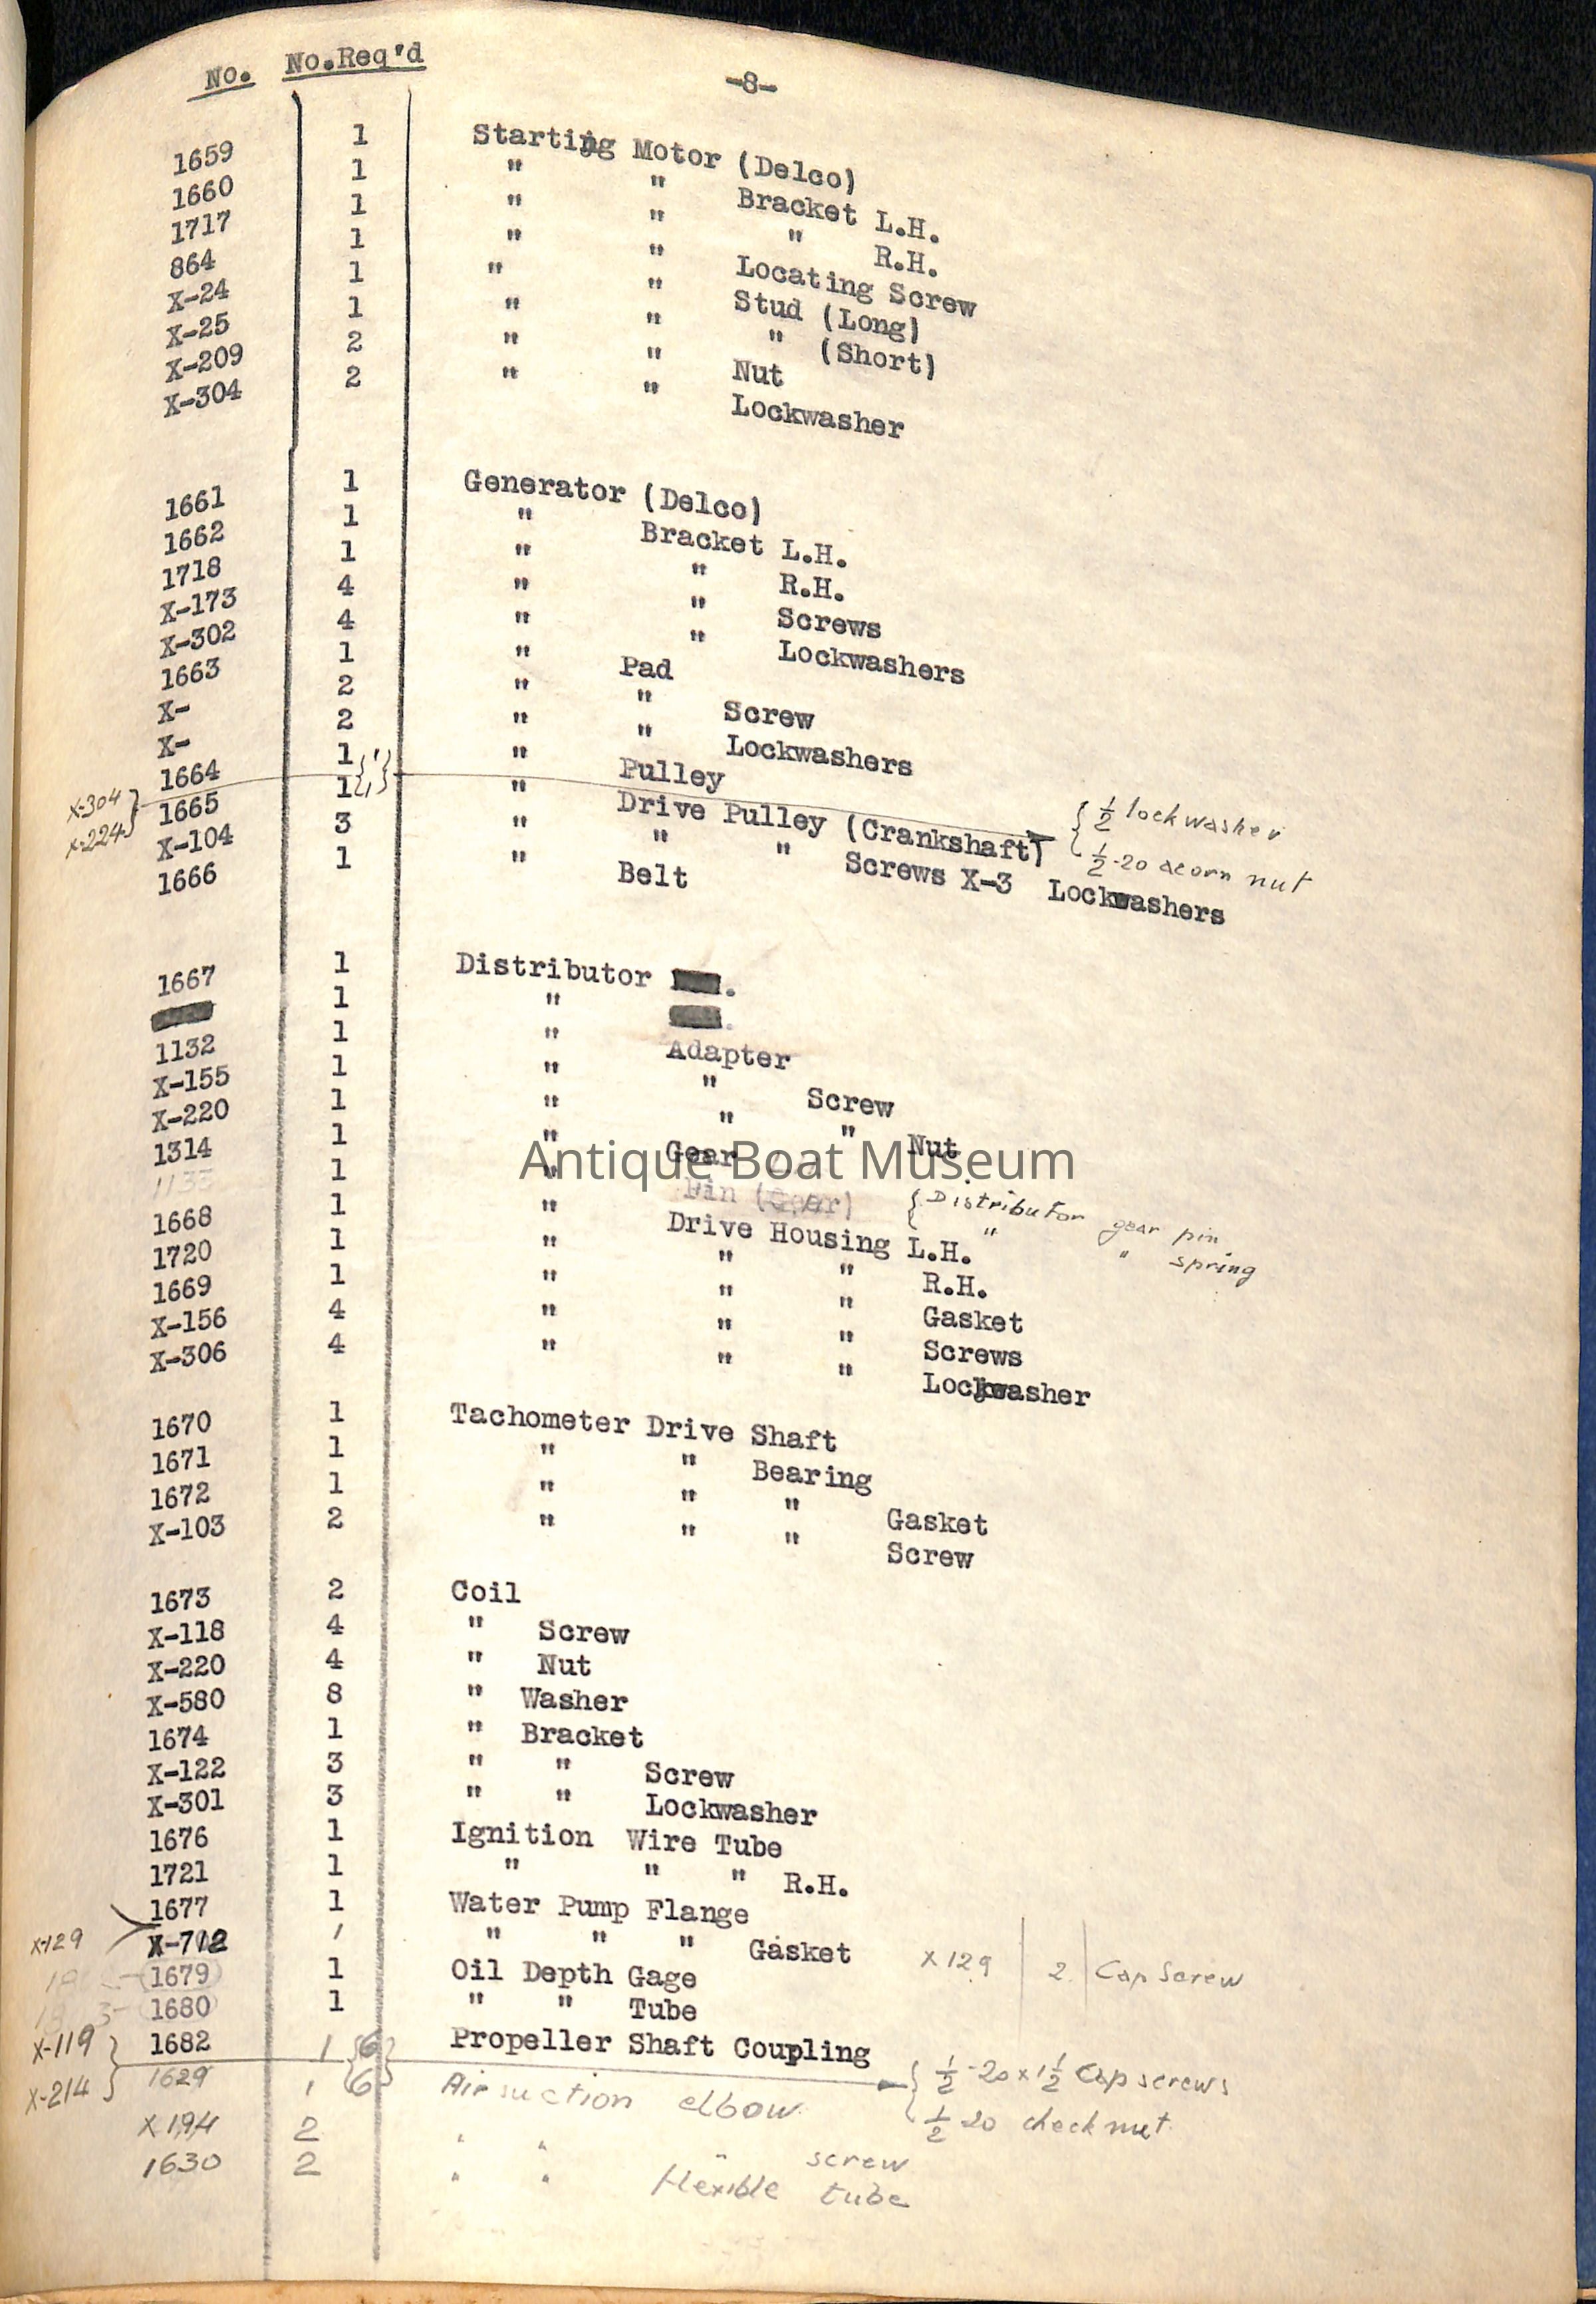 No. No.Req'd -8-
1659 1 Starting Motor (Delco)
1660 1 " " Bracket L.H.
1717 1 " " " R.H.
864 1 " " Locating Screw
X-24 1 " " Stud (Long)
X-25 1 " " " (Short)
X-209 2 " " Nut
X-304 2 " " Lockwasher
1661 1 Generator (Delco)
1662 1 " Bracket L.H.
1718 1 " " R.H.
X-173 4 " " Screws
X-302 4 " " Lockwashers
1663 1 " Pad
X- 2 " " Screw
X- 2 " " Lockwashers
1664 1 " Pulley
X-304 { 1 } { 1/2 lockwasher
1665 1 " Drive Pulley (Crankshaft)
X-224 { 1 } { 1/2-20 acorn nut
X-104 3 " " " Screws X-3 Lockwashers
1666 1 " Belt
1667 1 Distributor .
1 " .
1132 1 " Adapter
X-155 1 " " Screw
X-220 1 " " " Nut
1314 1 " Gear
Antique Boat Museum
1133 1 " Pin (Gear) { Distributor gear pin
" " spring
1668 1 " Drive Housing L.H.
1720 1 " " " R.H.
1669 1 " " " Gasket
X-156 4 " " " Screws
X-306 4 " " " Lockwasher
1670 1 Tachometer Drive Shaft
1671 1 " " Bearing
1672 1 " " " Gasket
X-103 2 " " " Screw
1673 2 Coil
X-118 4 " Screw
X-220 4 " Nut
X-580 8 " Washer
1674 1 " Bracket
X-122 3 " " Screw
X-301 3 " " Lockwasher
1676 1 Ignition Wire Tube
1721 1 " " " R.H.
1677 1 Water Pump Flange
X-129 X-712 1 " " " Gasket X129 2 Cap Screw
1679 1 Oil Depth Gage
1680 1 " " Tube
X-119 } 1682 1 { 6 } Propeller Shaft Coupling { 1/2-20x1 1/2 Cap screws
X-214 } 1629 1 { 6 } Air suction elbow { 1/2-20 check nut
X194 2 " " " screw
1630 2 " " flexible tube